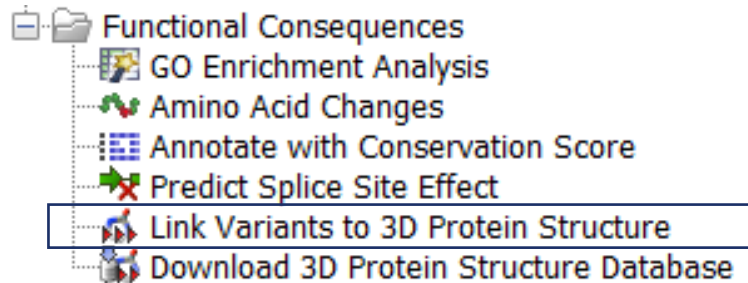 Functional Consequences
GO Enrichment Analysis
Amino Acid Changes
Annotate with Conservation Score
Predict Splice Site Effect
Link Variants to 3D Protein Structure
Download 3D Protein Structure Database